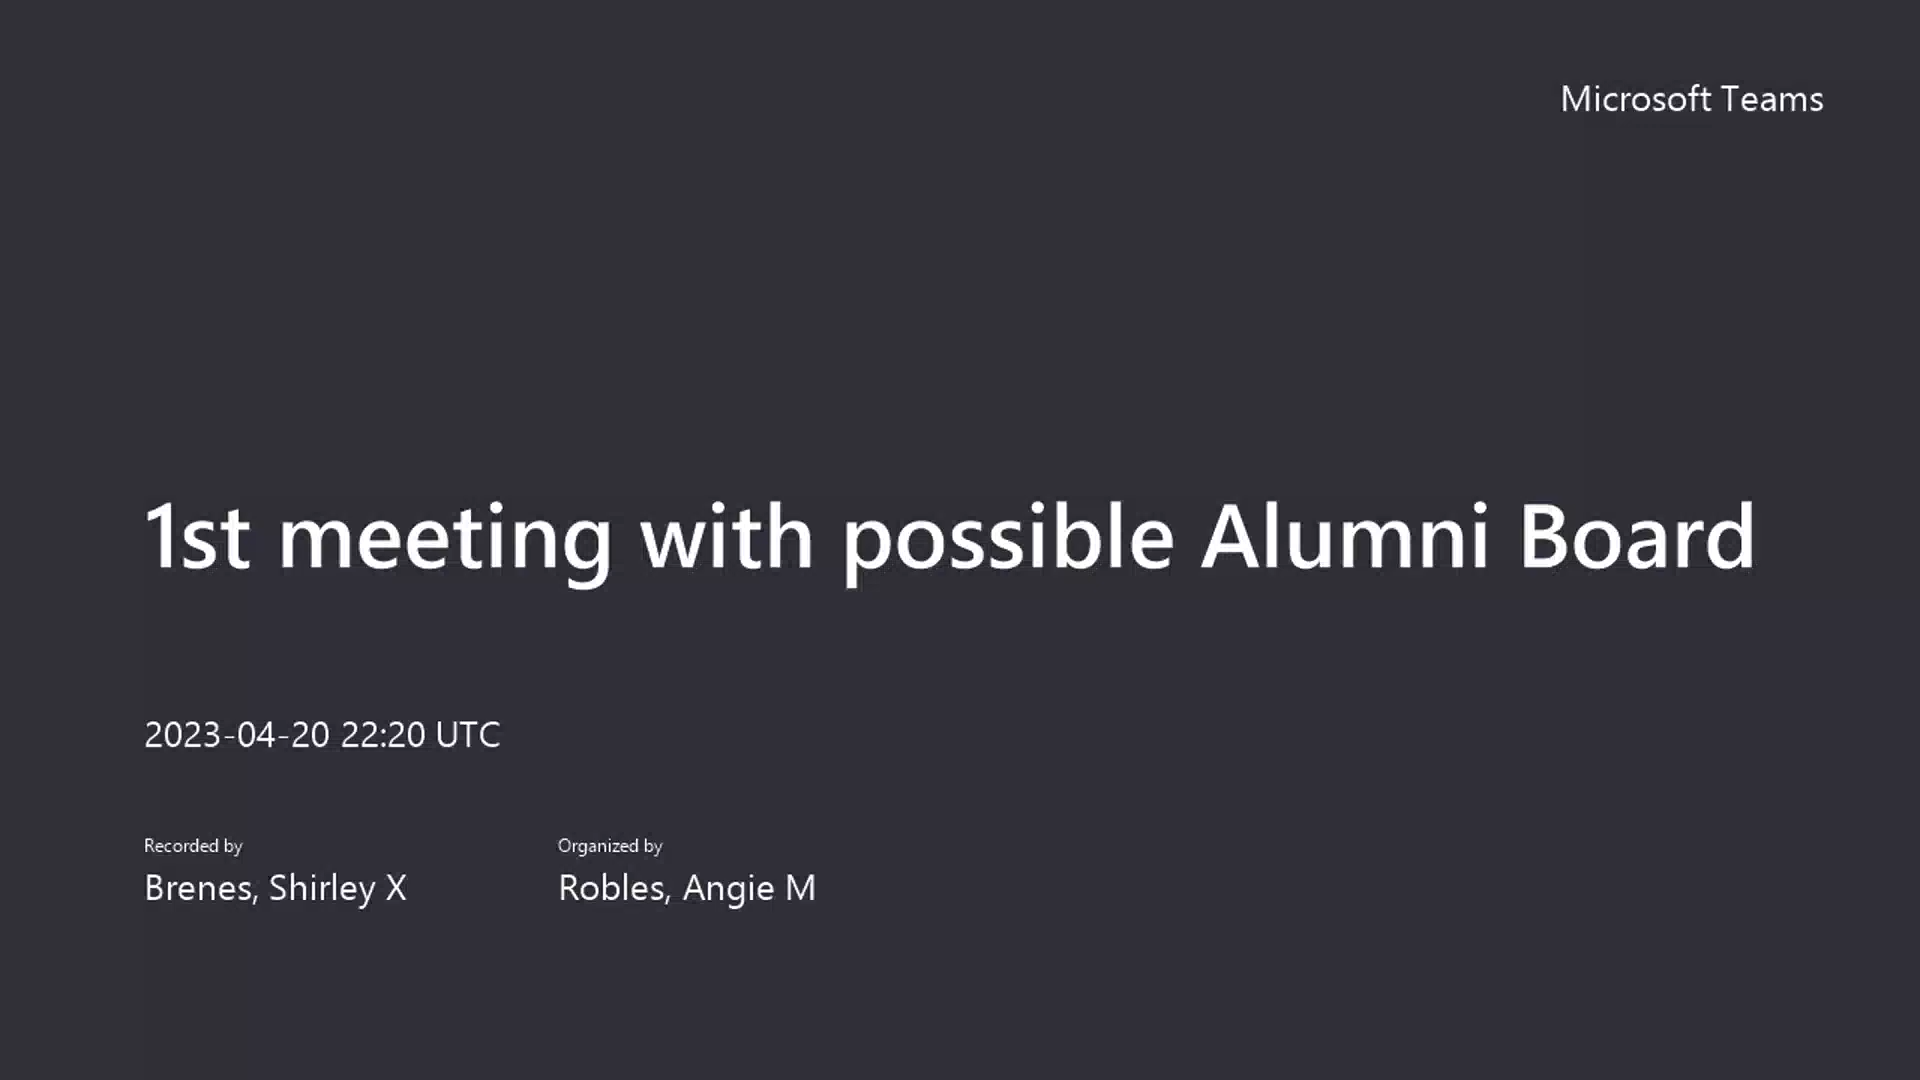 Microsoft Teams
1st meeting with possible Alumni Board
2023-04-20 22:20 UTC
Recorded by
Brenes, Shirley X
Organized by
Robles, Angie M